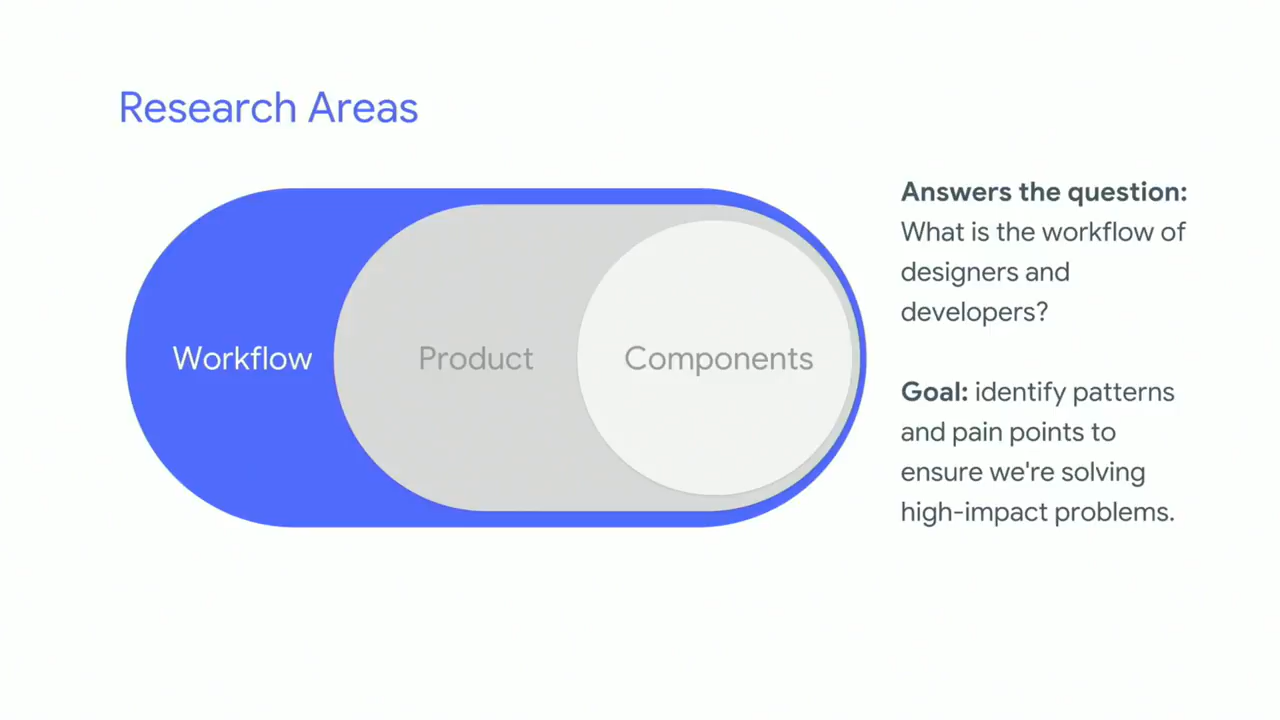 Research Areas
Workflow
Product
Components
Answers the question:
What is the workflow of
designers and
developers?
Goal: identify patterns
and pain points to
ensure we're solving
high-impact problems.